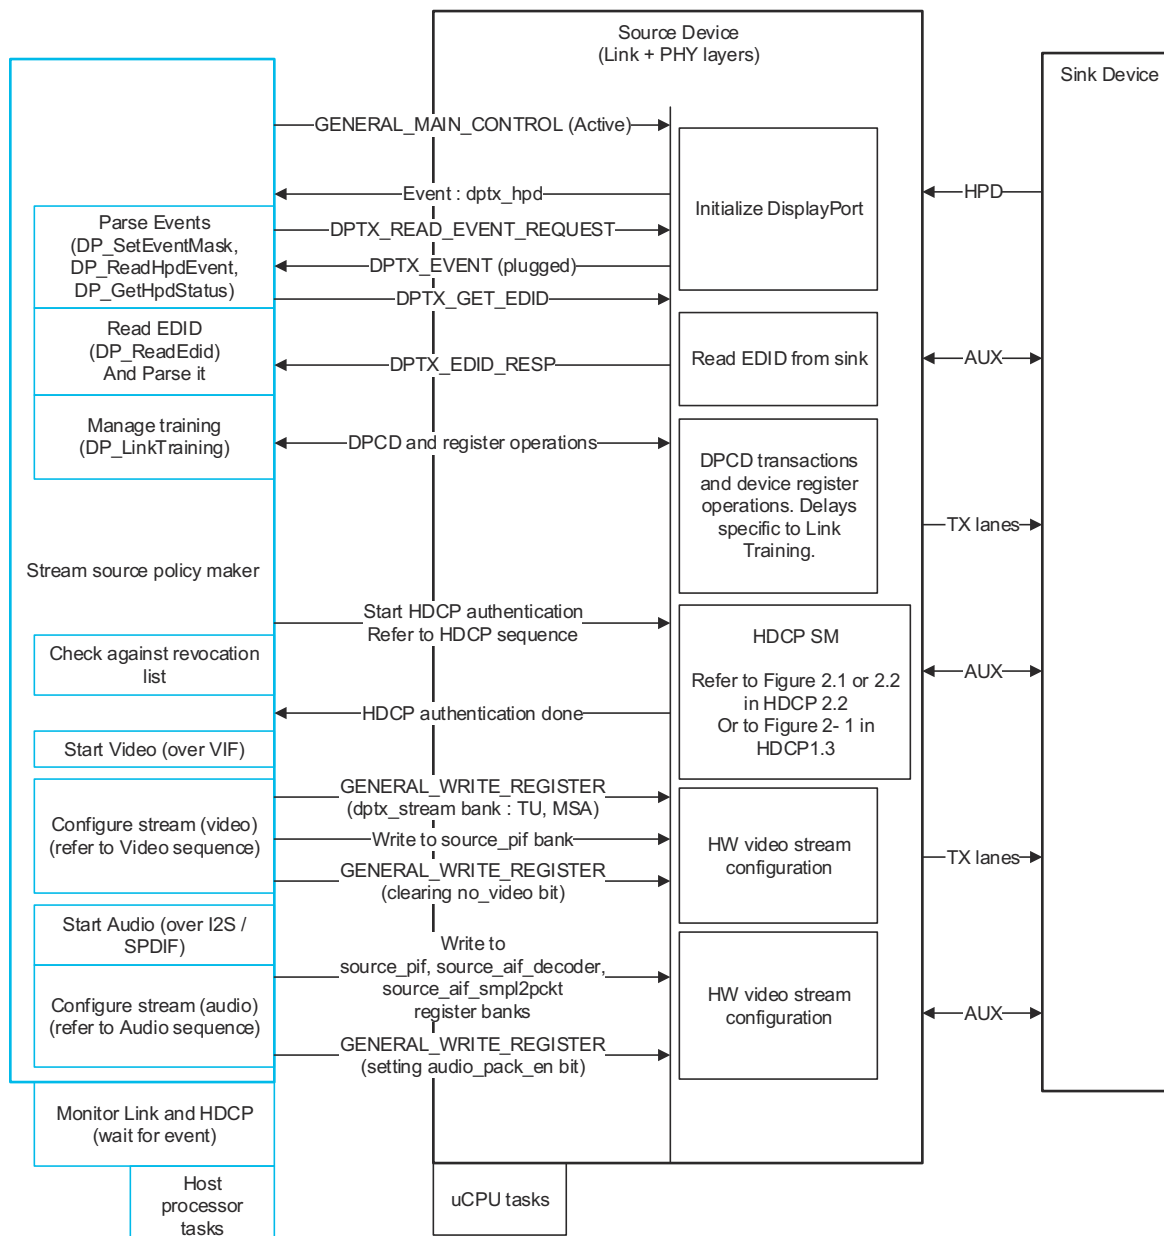 Source Device
(Link + PHY layers)
Sink Device
GENERAL_MAIN_CONTROL (Active)
Event : dptx_hpd
HPD
Initialize DisplayPort
Parse Events
(DP_SetEventMask,
DP_ReadHpdEvent,
DP_GetHpdStatus)
DPTX_READ_EVENT_REQUEST
DPTX_EVENT (plugged)
DPTX_GET_EDID
Read EDID
(DP_ReadEdid)
And Parse it
DPTX_EDID_RESP
Read EDID from sink
AUX
Manage training
(DP_LinkTraining)
DPCD and register operations
DPCD transactions
and device register
operations. Delays
specific to Link
Training.
TX lanes
Stream source policy maker
Start HDCP authentication
Refer to HDCP sequence
HDCP SM
Refer to Figure 2.1 or 2.2
in HDCP 2.2
Or to Figure 2- 1 in
HDCP1.3
AUX
Check against revocation
list
HDCP authentication done
Start Video (over VIF)
GENERAL_WRITE_REGISTER
(dptx_stream bank : TU, MSA)
Configure stream (video)
(refer to Video sequence)
Write to source_pif bank
GENERAL_WRITE_REGISTER
(clearing no_video bit)
HW video stream
configuration
TX lanes
Start Audio (over I2S /
SPDIF)
Write to
source_pif, source_aif_decoder,
source_aif_smpl2pckt
register banks
Configure stream (audio)
(refer to Audio sequence)
HW video stream
configuration
AUX
GENERAL_WRITE_REGISTER
(setting audio_pack_en bit)
Monitor Link and HDCP
(wait for event)
Host
processor
tasks
uCPU tasks